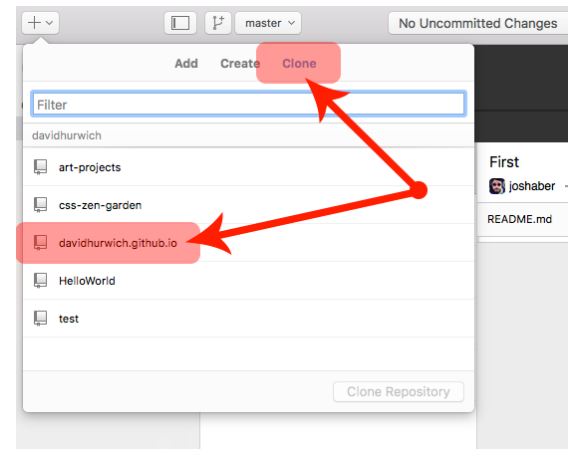 master
No Uncommitted Changes
Add Create Clone
Filter
davidhurwich
art-projects
css-zen-garden
davidhurwich.github.io
HelloWorld
test
Clone Repository
First
joshaber
README.md